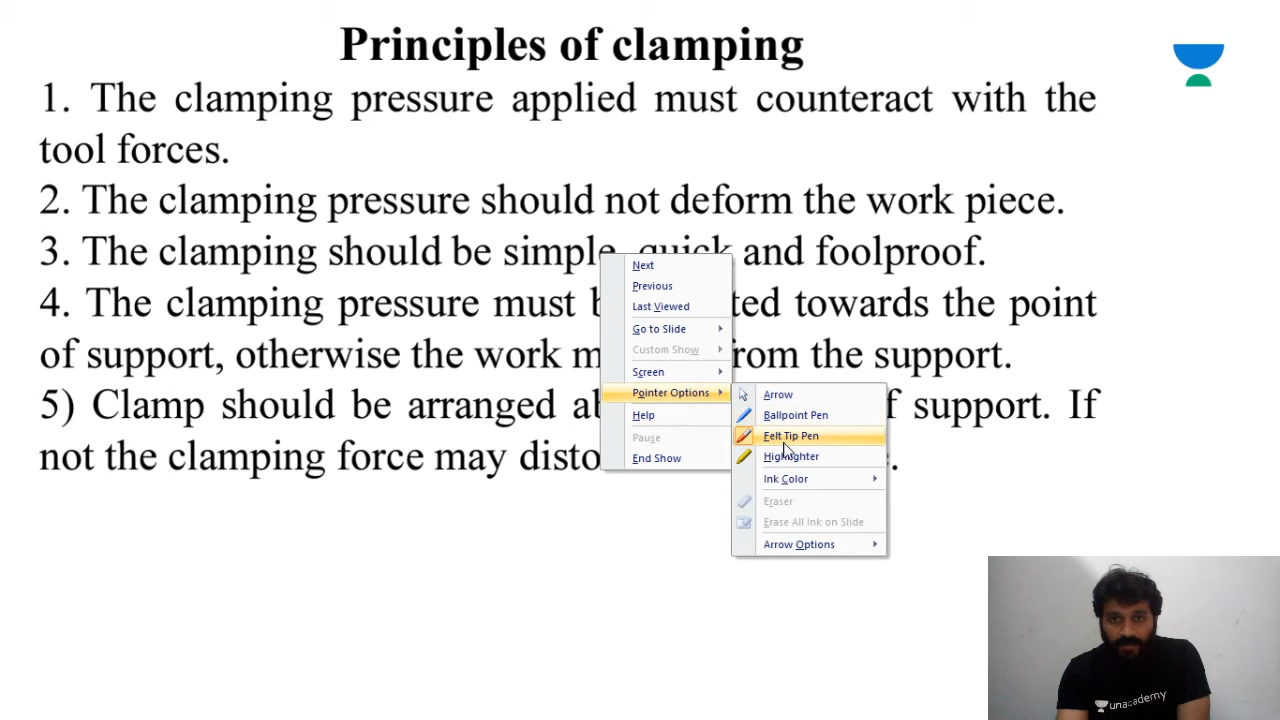 Principles of clamping
1. The clamping pressure applied must counteract with the
tool forces.
2. The clamping pressure should not deform the work piece.
3. The clamping should be simple, quick and foolproof.
4. The clamping pressure must ted towards the point
of support, otherwise the work from the support.
5) Clamp should be arranged support. If
not the clamping force may
Next
Previous
Last Viewed
Go to Slide
Custom Show
Screen
Pointer Options
Help
Pause
End Show
Arrow
Ballpoint Pen
Felt Tip Pen
Highlighter
Ink Color
Eraser
Erase All Ink on Slide
Arrow Options
unacademy